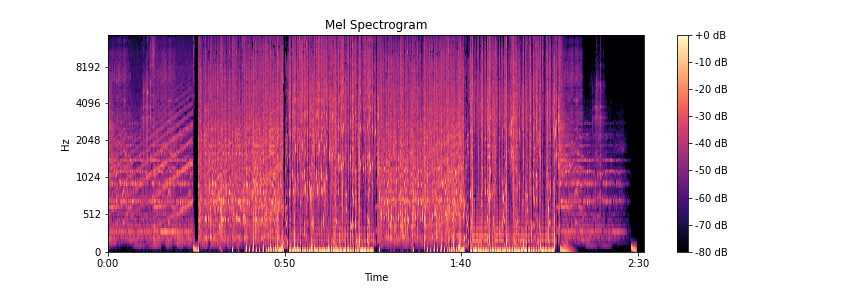 Mel Spectrogram
+0 dB
8192
-10 dB
4096
-20 dB
-30 dB
2048
-40 dB
Hz
1024
-50 dB
512
-60 dB
-70 dB
0
-80 dB
0:00
0:50
1:40
2:30
Time